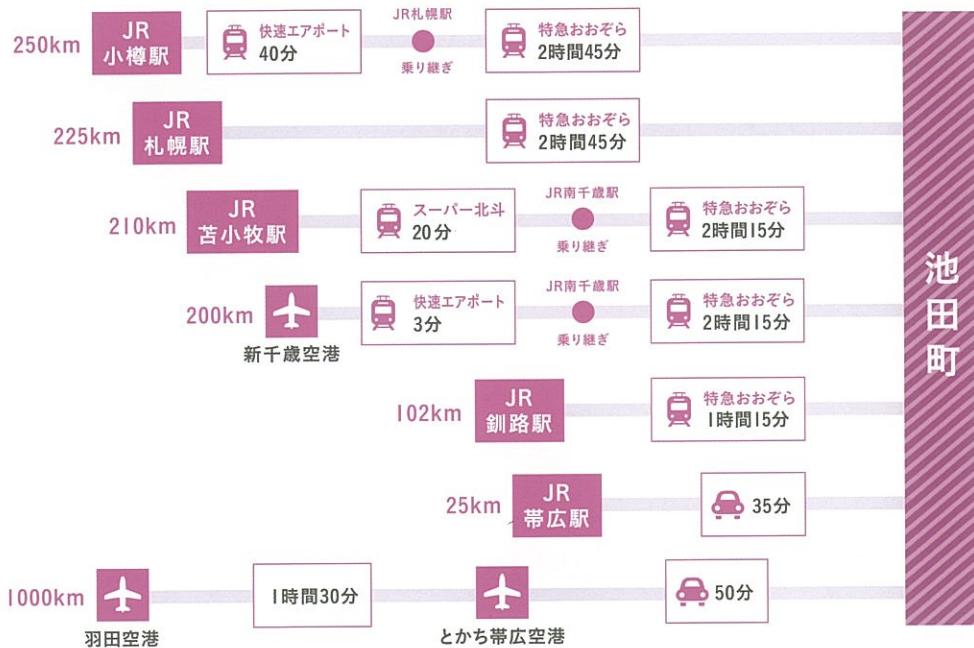 250km
JR
小樽駅
快速エアポート
40分
JR札幌駅
乗り継ぎ
特急おおぞら
2時間45分
225km
JR
札幌駅
特急おおぞら
2時間45分
210km
JR
苫小牧駅
スーパー北斗
20分
JR南千歳駅
乗り継ぎ
特急おおぞら
2時間15分
200km
新千歳空港
快速エアポート
3分
JR南千歳駅
乗り継ぎ
特急おおぞら
2時間15分
102km
JR
釧路駅
特急おおぞら
1時間15分
25km
JR
帯広駅
35分
1000km
羽田空港
1時間30分
とかち帯広空港
50分
池田町